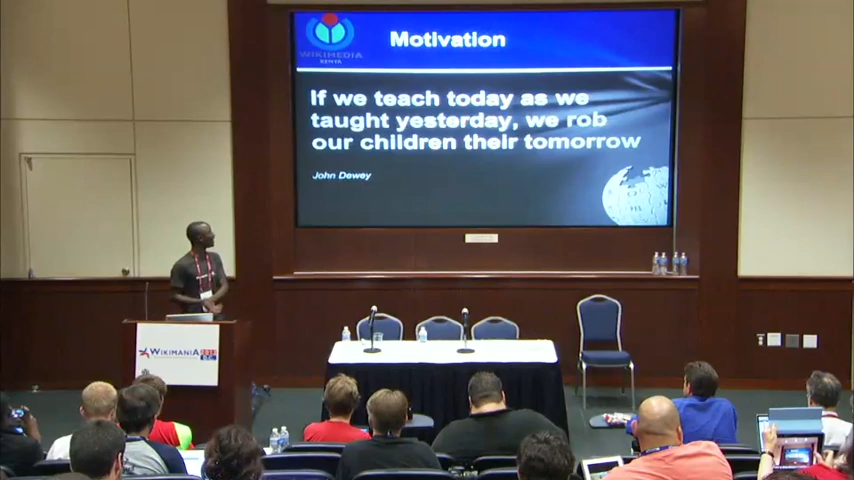 WIKIMEDIA
KENYA
Motivation
If we teach today as we
taught yesterday, we rob
our children their tomorrow
John Dewey
WIKIMANIA 2012
D.C.